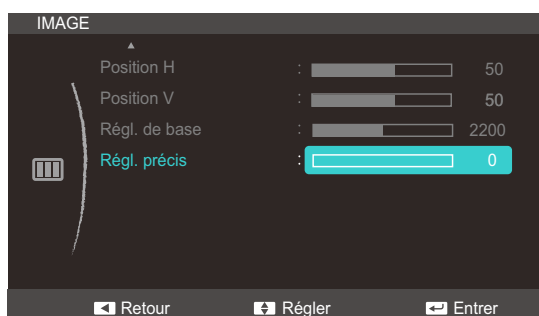 IMAGE
Position H : 50
Position V : 50
Régl. de base : 2200
Régl. précis : 0
Retour Régler Entrer